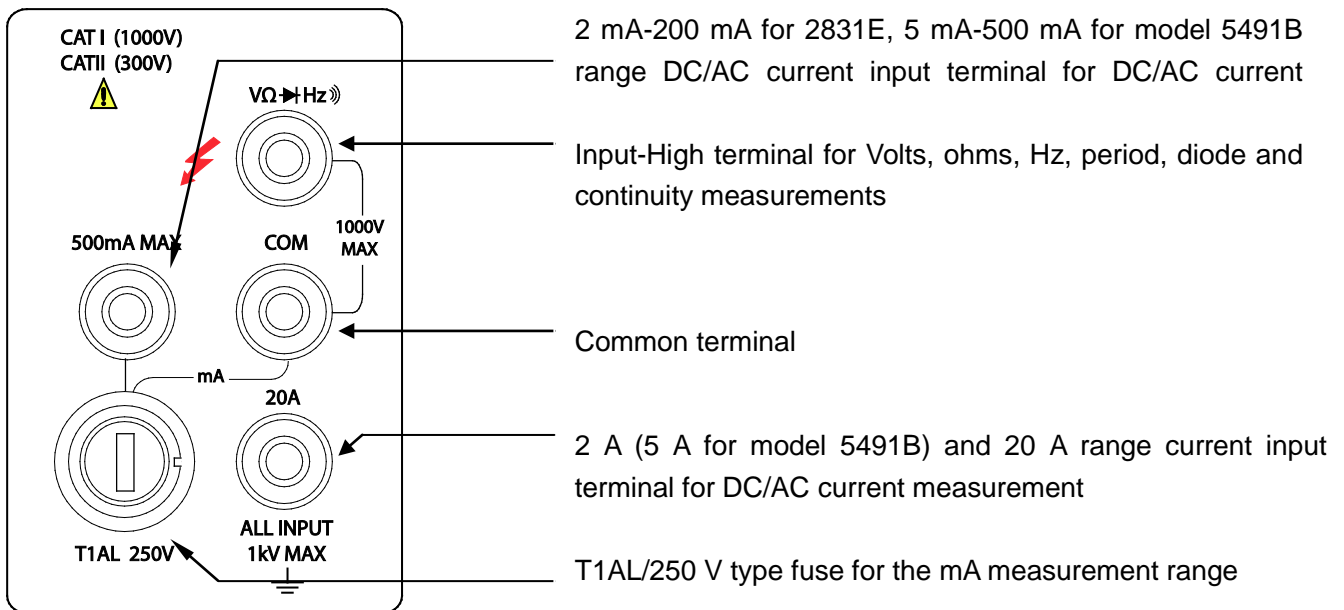 CAT I (1000V)
CATII (300V)
VΩ Hz
500mA MAX
COM
1000V
MAX
mA
20A
T1AL 250V
ALL INPUT
1kV MAX
2 mA-200 mA for 2831E, 5 mA-500 mA for model 5491B
range DC/AC current input terminal for DC/AC current
Input-High terminal for Volts, ohms, Hz, period, diode and
continuity measurements
Common terminal
2 A (5 A for model 5491B) and 20 A range current input
terminal for DC/AC current measurement
T1AL/250 V type fuse for the mA measurement range